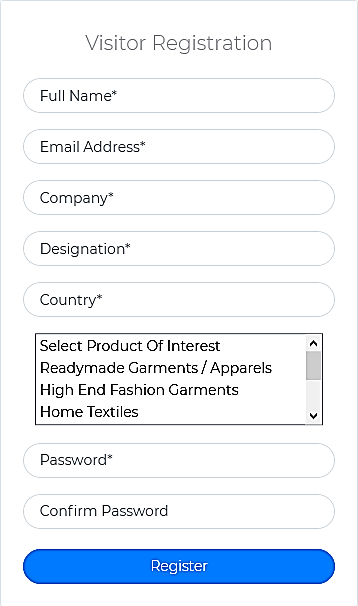 Visitor Registration
Full Name*
Email Address*
Company*
Designation*
Country*
Select Product Of Interest
Readymade Garments / Apparels
High End Fashion Garments
Home Textiles
Password*
Confirm Password
Register